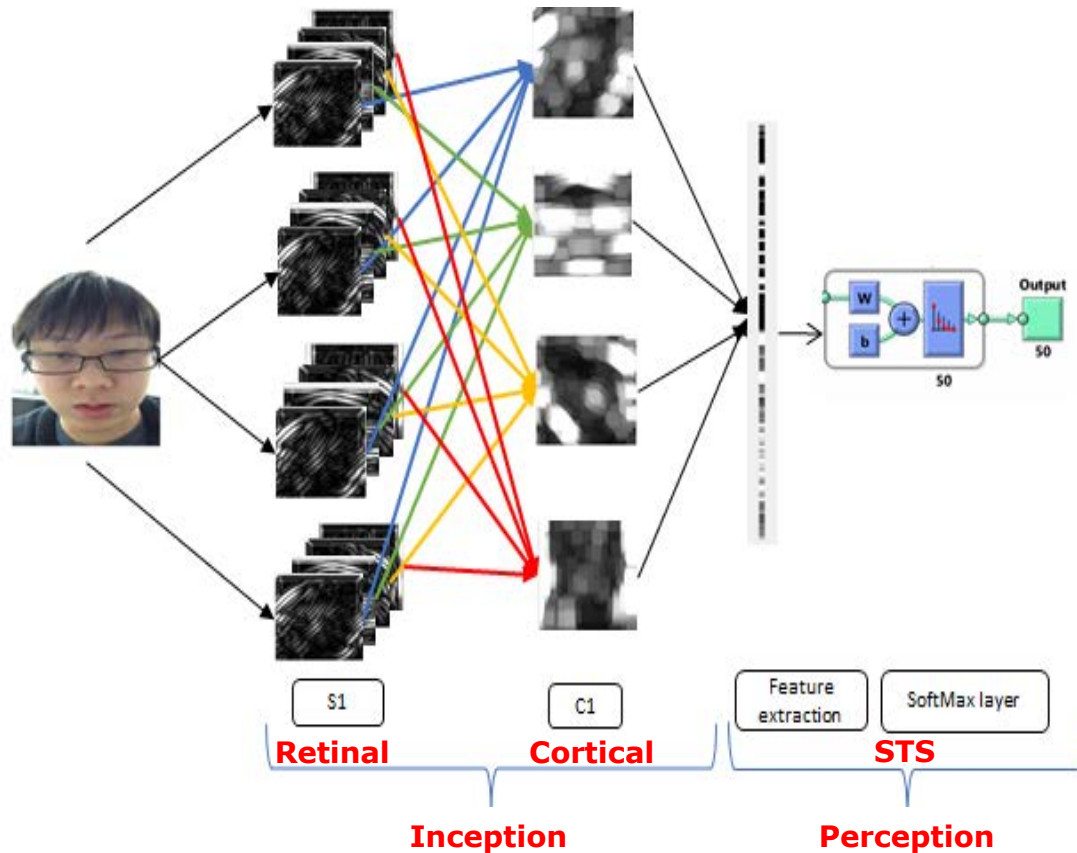 W
b
+
50
Output
50
S1
C1
Feature
extraction
SoftMax layer
Retinal
Cortical
STS
Inception
Perception